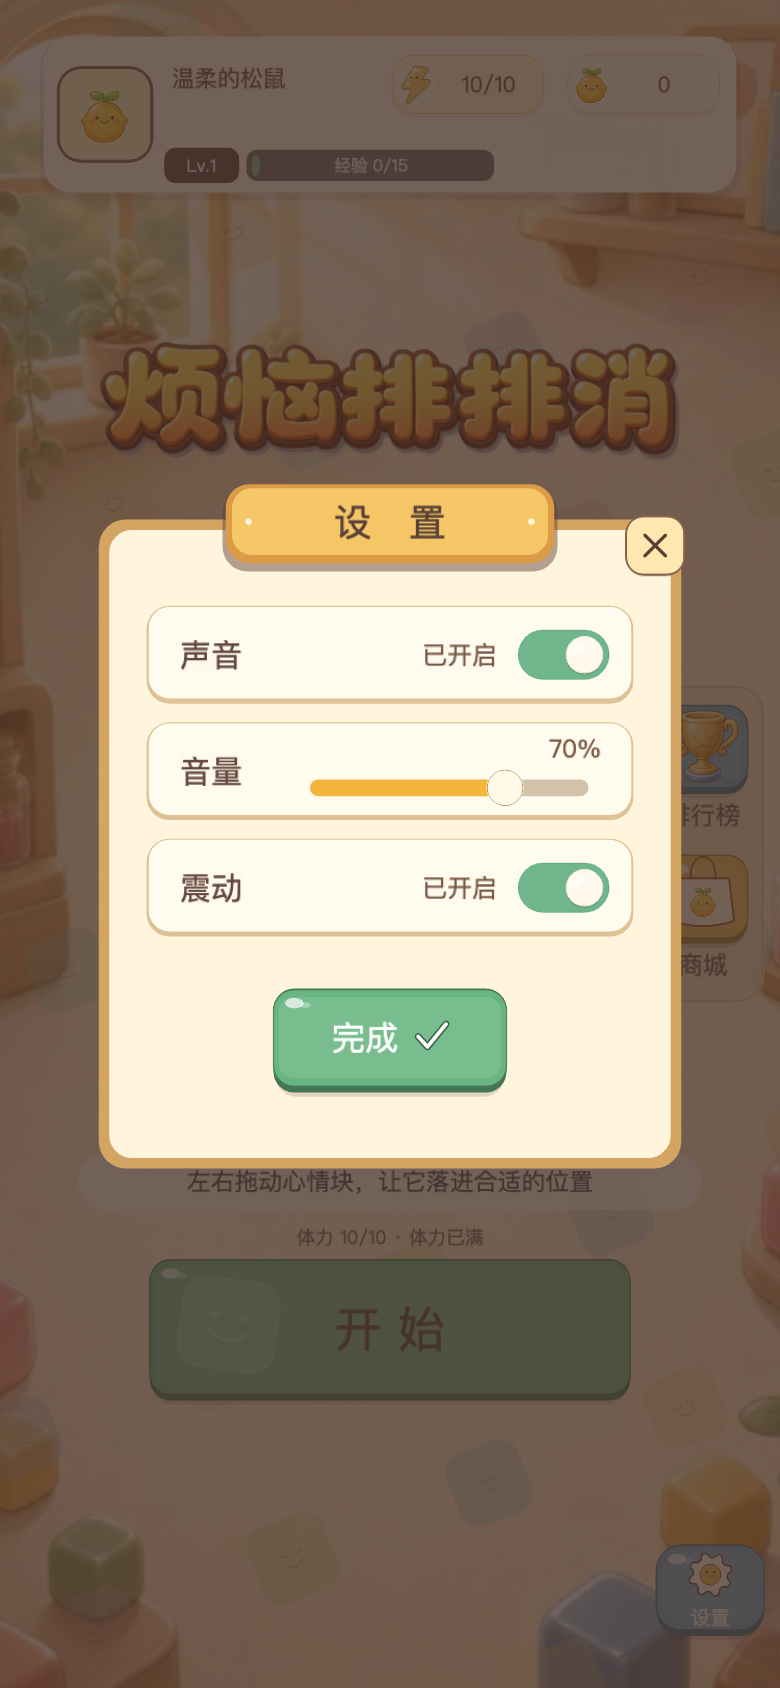 温柔的松鼠
10/10
0
Lv.1
经验 0/15
烦恼排排消
设 置
声音
已开启
音量
70%
震动
已开启
排行榜
商城
完成
左右拖动心情块，让它落进合适的位置
体力 10/10 · 体力已满
开 始
设置